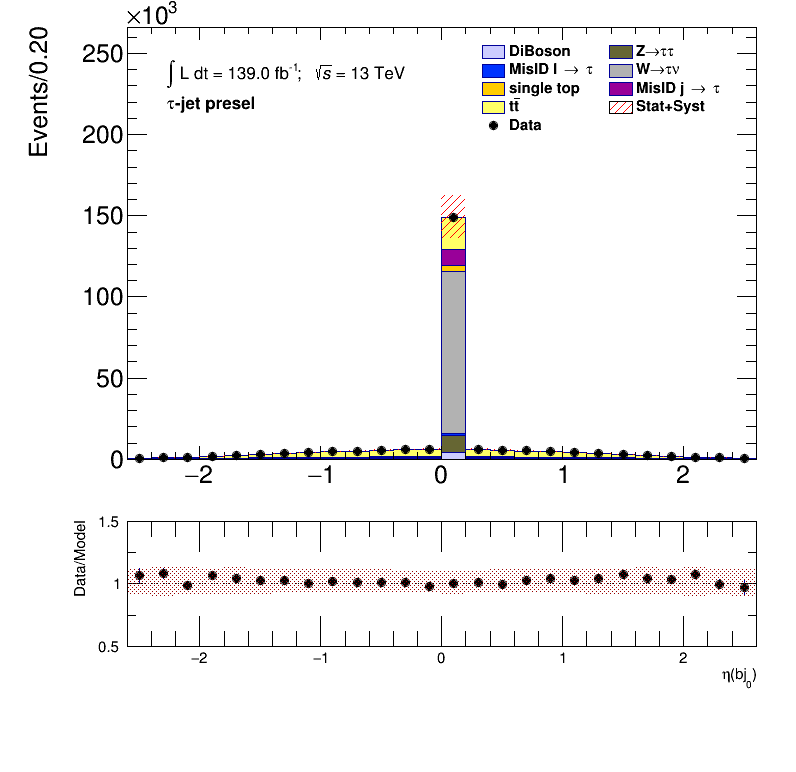 ×10³
Events/0.20
250
200
150
100
50
0
∫ L dt = 139.0 fb⁻¹; √s = 13 TeV
τ-jet presel
DiBoson
MisID l → τ
single top
tt̄
Data
Z→ττ
W→τν
MisID j → τ
Stat+Syst
−2 −1 0 1 2
Data/Model
1.5
1
0.5
−2 −1 0 1 2
η(bj₀)